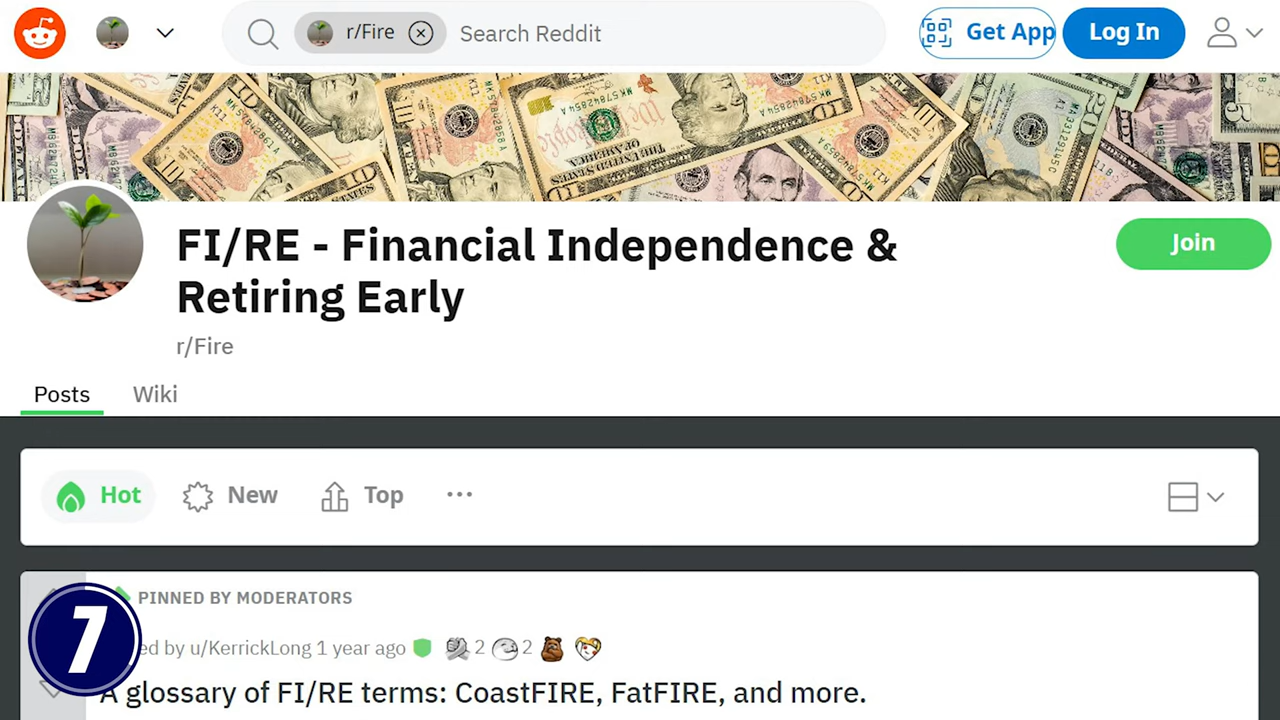 r/Fire
Search Reddit
Get App
Log In
FI/RE - Financial Independence &
Retiring Early
Join
r/Fire
Posts
Wiki
Hot
New
Top
PINNED BY MODERATORS
ed by u/KerrickLong 1 year ago
2
2
A glossary of FI/RE terms: CoastFIRE, FatFIRE, and more.
7